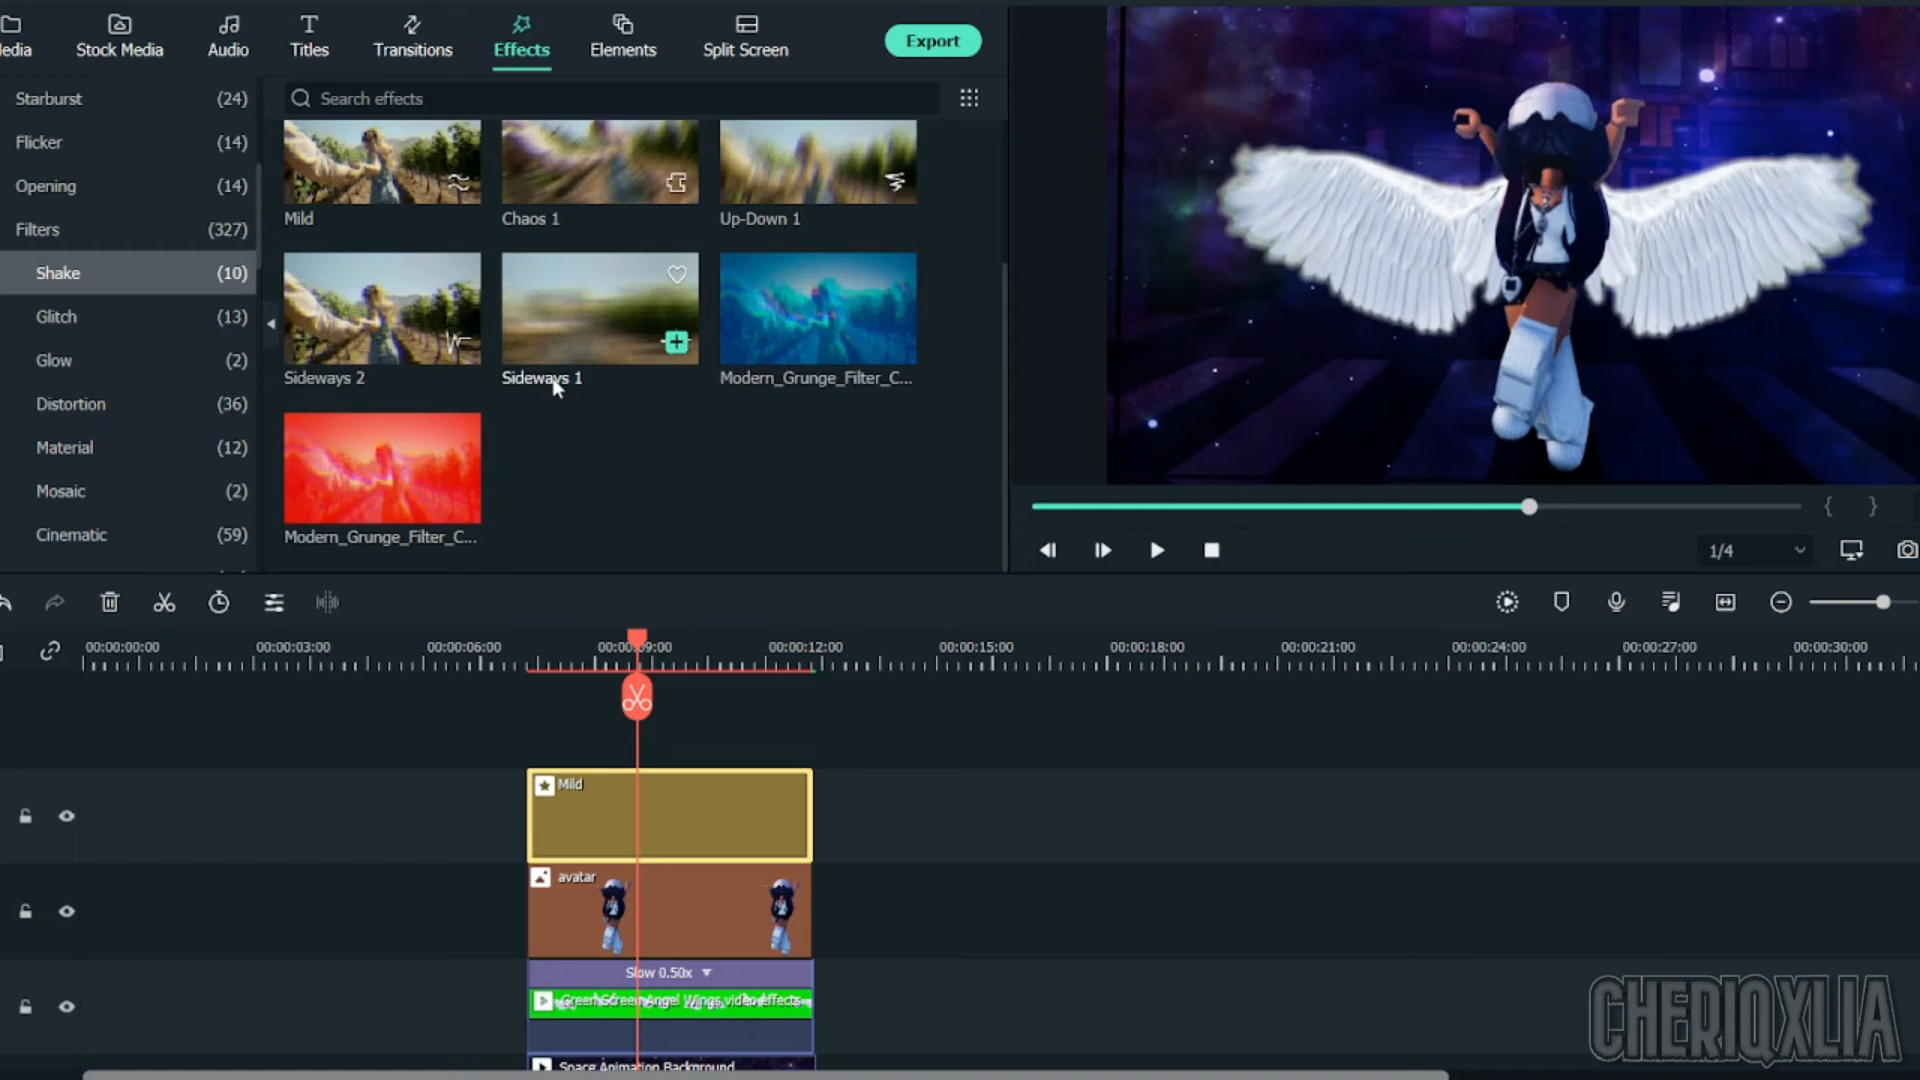 edia
Stock Media
Audio
Titles
Transitions
Effects
Elements
Split Screen
Export
Starburst (24)
Flicker (14)
Opening (14)
Filters (327)
Shake (10)
Glitch (13)
Glow (2)
Distortion (36)
Material (12)
Mosaic (2)
Cinematic (59)
Search effects
Mild
Chaos 1
Up-Down 1
Sideways 2
Sideways 1
Modern_Grunge_Filter_C...
Modern_Grunge_Filter_C...
1/4
00:00:00:00
00:00:03:00
00:00:06:00
00:00:09:00
00:00:12:00
00:00:15:00
00:00:18:00
00:00:21:00
00:00:24:00
00:00:27:00
00:00:30:00
Mild
avatar
Slow 0.50x
Green Screen Angel Wings video effects
Space Animation Background
CHERIQXLIA